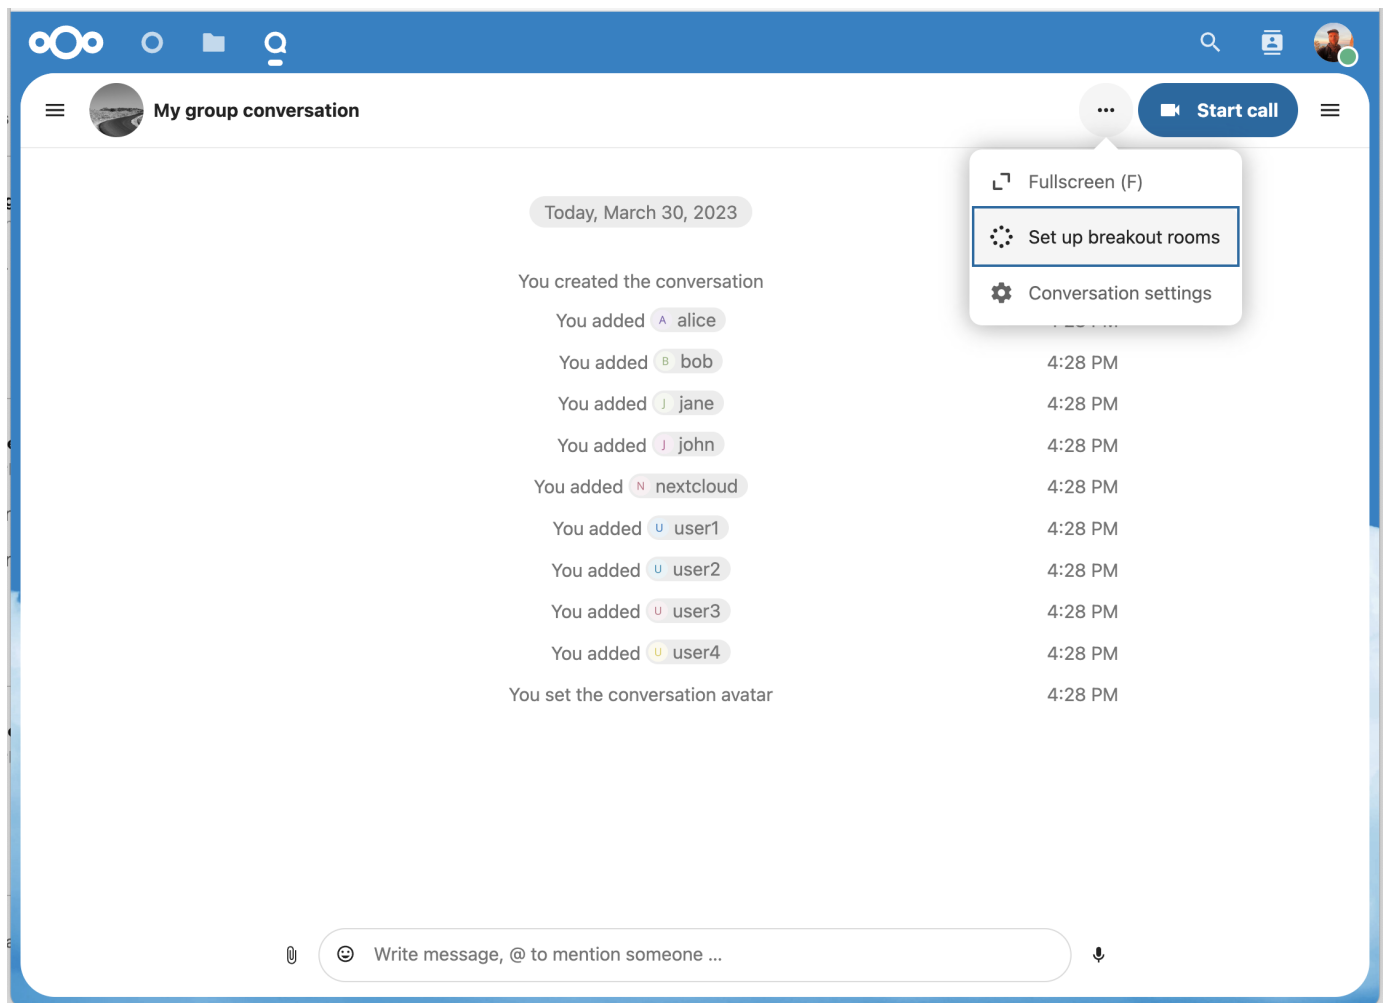 My group conversation
Start call
Fullscreen (F)
Set up breakout rooms
Conversation settings
Today, March 30, 2023
You created the conversation
You added A alice
You added B bob 4:28 PM
You added J jane 4:28 PM
You added J john 4:28 PM
You added N nextcloud 4:28 PM
You added U user1 4:28 PM
You added U user2 4:28 PM
You added U user3 4:28 PM
You added U user4 4:28 PM
You set the conversation avatar 4:28 PM
Write message, @ to mention someone ...